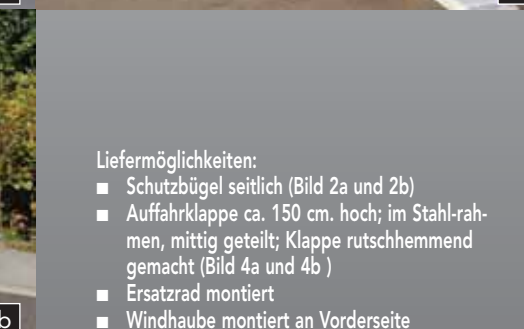 Liefermöglichkeiten:
■ Schutzbügel seitlich (Bild 2a und 2b)
■ Auffahrklappe ca. 150 cm. hoch; im Stahl-rah-
men, mittig geteilt; Klappe rutschhemmend
gemacht (Bild 4a und 4b )
■ Ersatzrad montiert
b
■ Windhaube montiert an Vorderseite